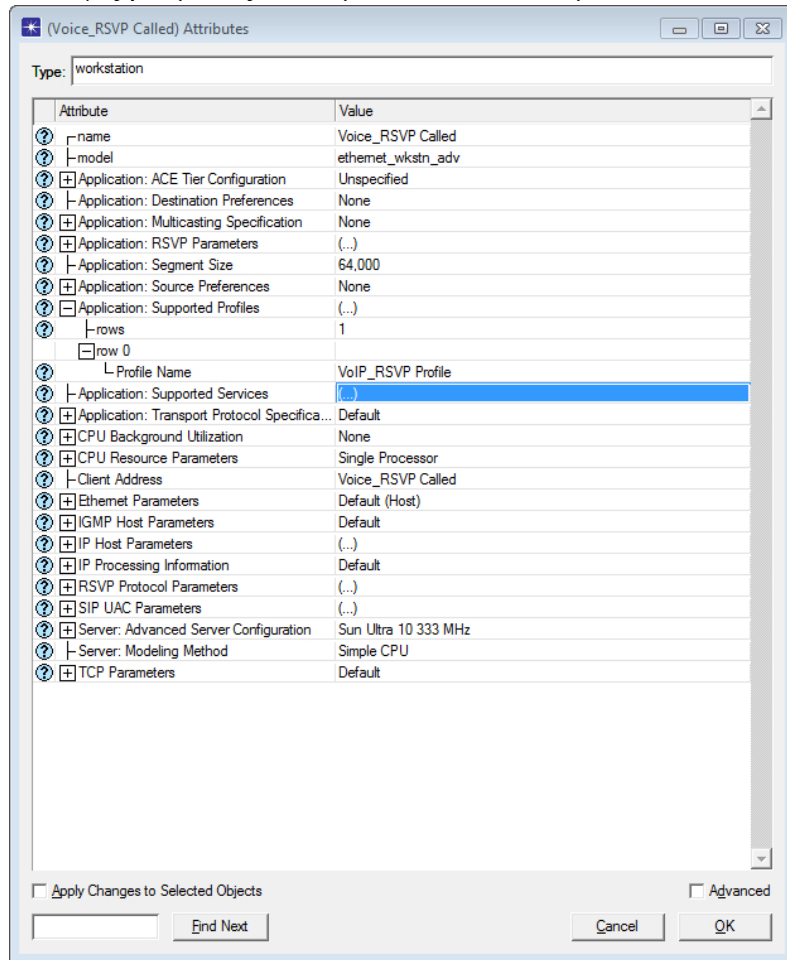 (Voice_RSVP Called) Attributes
Type: workstation
Attribute Value
name Voice_RSVP Called
model ethernet_wkstn_adv
Application: ACE Tier Configuration Unspecified
Application: Destination Preferences None
Application: Multicasting Specification None
Application: RSVP Parameters (...)
Application: Segment Size 64,000
Application: Source Preferences None
Application: Supported Profiles (...)
rows 1
row 0
Profile Name VoIP_RSVP Profile
Application: Supported Services (...)
Application: Transport Protocol Specifica... Default
CPU Background Utilization None
CPU Resource Parameters Single Processor
Client Address Voice_RSVP Called
Ethernet Parameters Default (Host)
IGMP Host Parameters Default
IP Host Parameters (...)
IP Processing Information Default
RSVP Protocol Parameters (...)
SIP UAC Parameters (...)
Server: Advanced Server Configuration Sun Ultra 10 333 MHz
Server: Modeling Method Simple CPU
TCP Parameters Default
Apply Changes to Selected Objects Advanced
Find Next Cancel OK